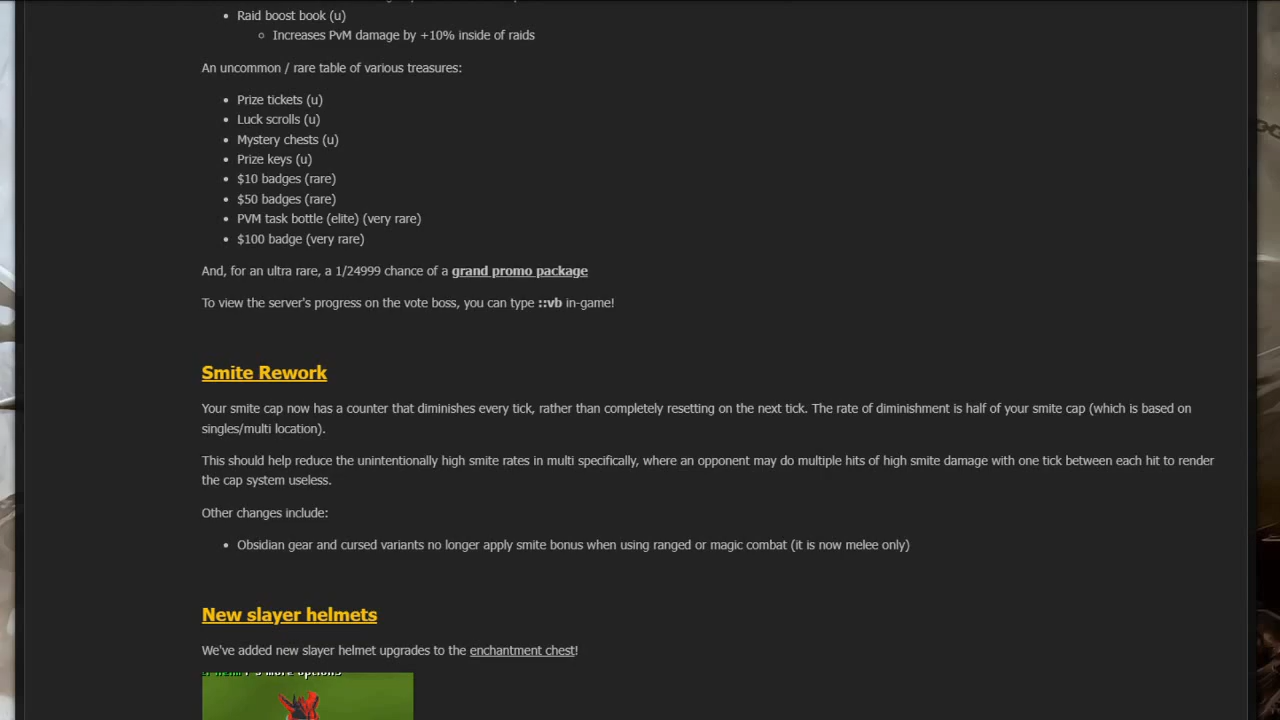 Raid boost book (u)
Increases PvM damage by +10% inside of raids
An uncommon / rare table of various treasures:
Prize tickets (u)
Luck scrolls (u)
Mystery chests (u)
Prize keys (u)
$10 badges (rare)
$50 badges (rare)
PVM task bottle (elite) (very rare)
$100 badge (very rare)
And, for an ultra rare, a 1/24999 chance of a grand promo package
To view the server's progress on the vote boss, you can type ::vb in-game!
Smite Rework
Your smite cap now has a counter that diminishes every tick, rather than completely resetting on the next tick. The rate of diminishment is half of your smite cap (which is based on
singles/multi location).
This should help reduce the unintentionally high smite rates in multi specifically, where an opponent may do multiple hits of high smite damage with one tick between each hit to render
the cap system useless.
Other changes include:
Obsidian gear and cursed variants no longer apply smite bonus when using ranged or magic combat (it is now melee only)
New slayer helmets
We've added new slayer helmet upgrades to the enchantment chest!
more options